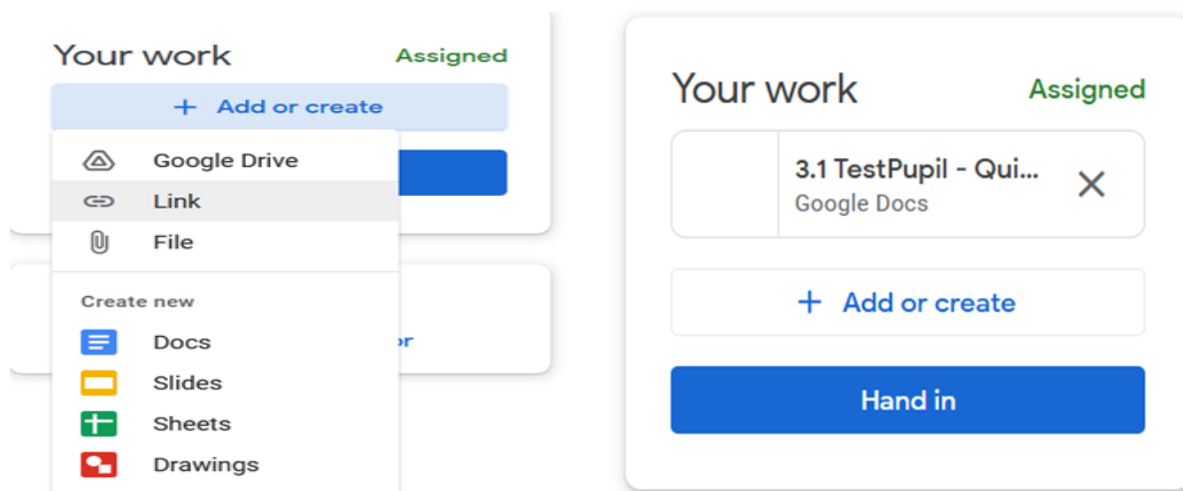 Your work Assigned
+ Add or create
Google Drive
Link
File
Create new
Docs
Slides
Sheets
Drawings
Your work Assigned
3.1 TestPupil - Qui...
Google Docs
+ Add or create
Hand in